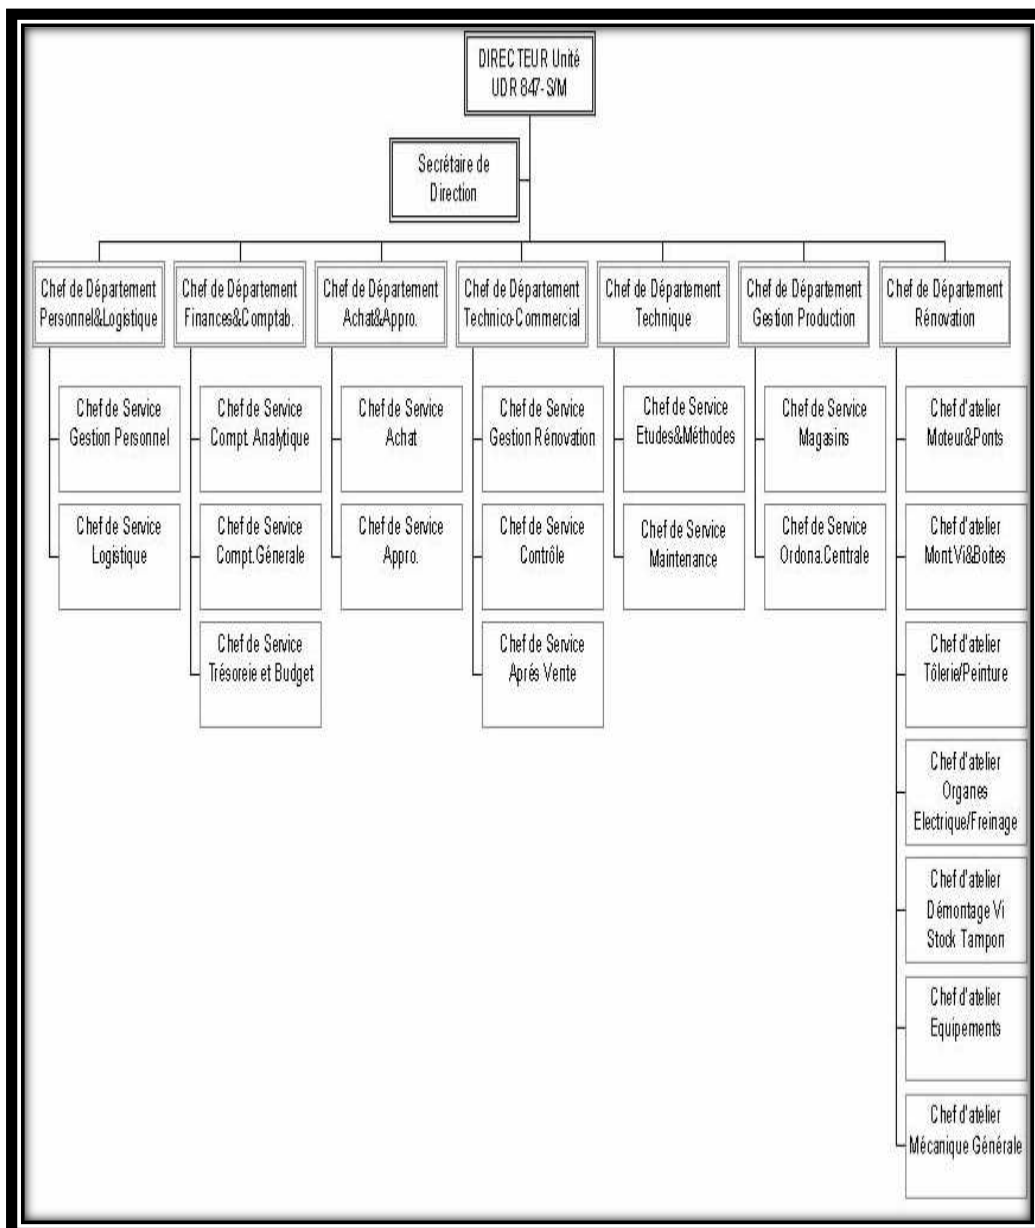 DIRECTEUR Unité
UDR 847-S/M
Secrétaire de
Direction
Chef de Département
Personnel&Logistique
Chef de Département
Finances&Comptab.
Chef de Département
Achat&Appro.
Chef de Département
Technico-Commercial
Chef de Département
Technique
Chef de Département
Gestion Production
Chef de Département
Rénovation
Chef de Service
Gestion Personnel
Chef de Service
Logistique
Chef de Service
Compt. Analytique
Chef de Service
Compt.Génerale
Chef de Service
Trésoreie et Budget
Chef de Service
Achat
Chef de Service
Appro.
Chef de Service
Gestion Rénovation
Chef de Service
Contrôle
Chef de Service
Aprés Vente
Chef de Service
Etudes&Méthodes
Chef de Service
Maintenance
Chef de Service
Magasins
Chef de Service
Ordona.Centrale
Chef d'atelier
Moteur&Ponts
Chef d'atelier
Mont.Vi&Boites
Chef d'atelier
Tôlerie/Peinture
Chef d'atelier
Organes
Electrique/Freinage
Chef d'atelier
Démontage Vi
Stock Tampon
Chef d'atelier
Equipements
Chef d'atelier
Mécanique Générale